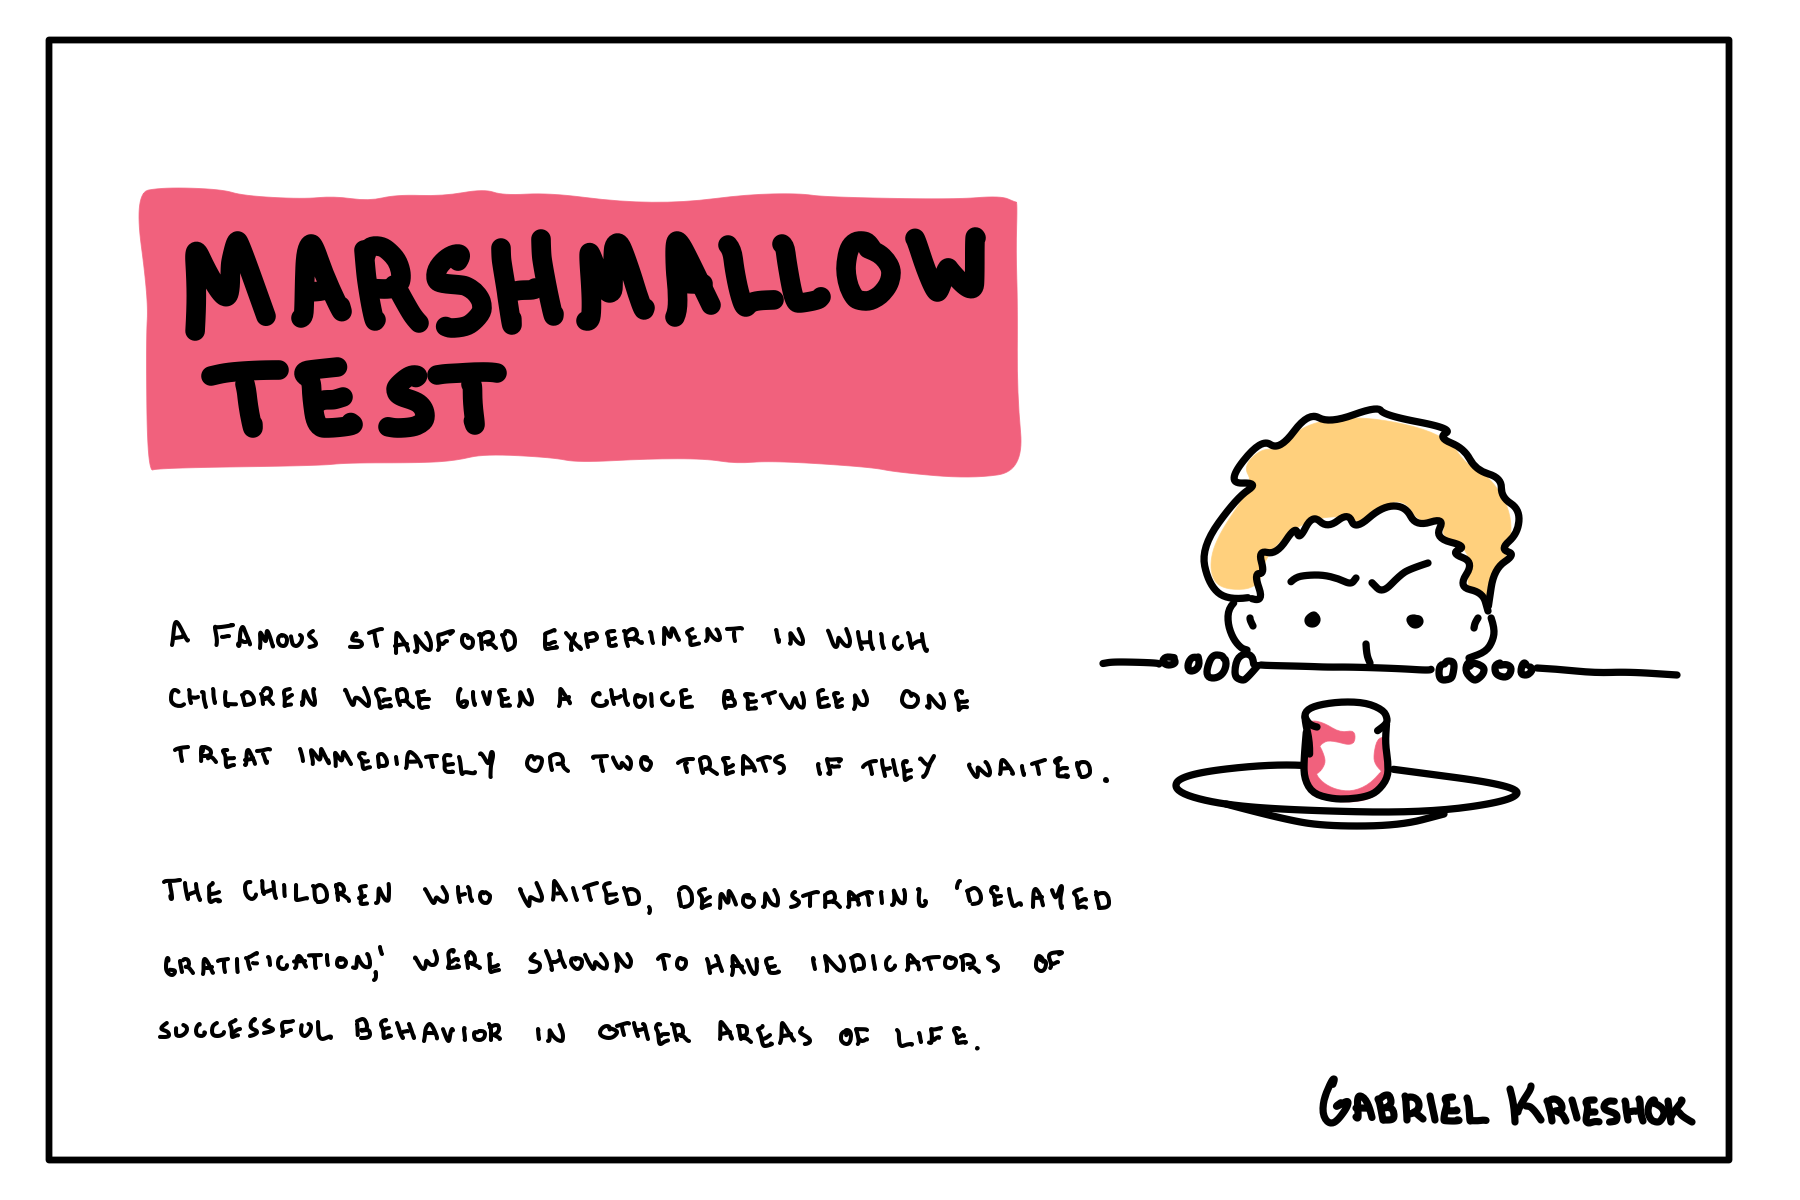 MARSHMALLOW
TEST
A FAMOUS STANFORD EXPERIMENT IN WHICH
CHILDREN WERE GIVEN A CHOICE BETWEEN ONE
TREAT IMMEDIATELY OR TWO TREATS IF THEY WAITED.
THE CHILDREN WHO WAITED, DEMONSTRATING 'DELAYED
GRATIFICATION,' WERE SHOWN TO HAVE INDICATORS OF
SUCCESSFUL BEHAVIOR IN OTHER AREAS OF LIFE.
GABRIEL KRIESHOK